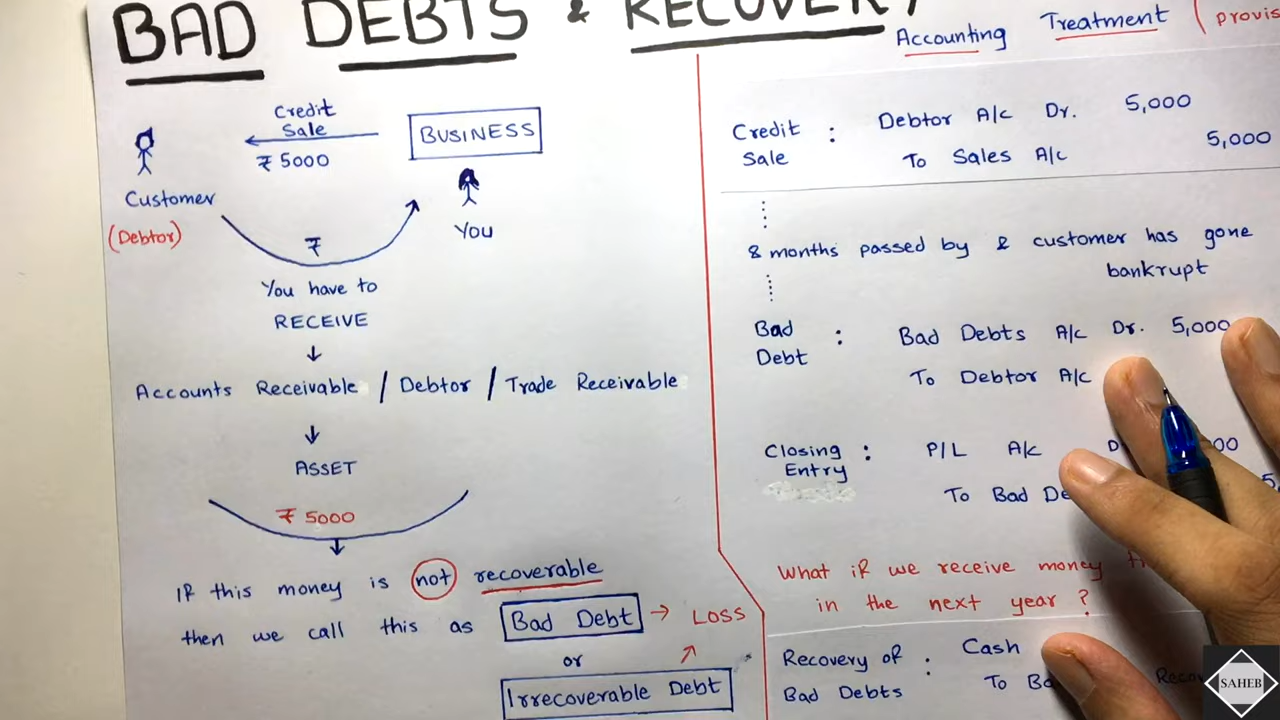 BAD DEBTS & RECOVERY
Credit
Sale
₹ 5000
BUSINESS
Customer
(Debtor)
₹
You
You have to
RECEIVE
Accounts Receivable / Debtor / Trade Receivable
ASSET
₹ 5000
If this money is not recoverable
then we call this as Bad Debt → LOSS
or
Irrecoverable Debt
Accounting Treatment
Credit
Sale : Debtor A/c Dr. 5,000
To Sales A/c 5,000
8 months passed by & customer has gone
bankrupt
Bad
Debt : Bad Debts A/c Dr. 5,000
To Debtor A/c
Closing
Entry : P/L A/c
To Bad
What if we receive money
in the next year ?
Recovery of
Bad Debts : Cash
To
SAHEB